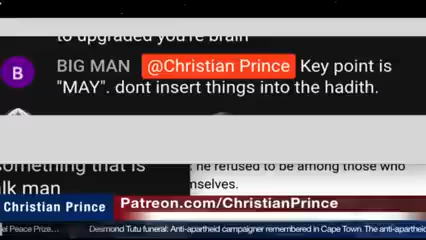 to upgraded you're brain
B
BIG MAN @Christian Prince Key point is
"MAY". dont insert things into the hadith.
something that is
he refused to be among those who
lk man
mselves.
Christian Prince
Patreon.com/ChristianPrince
el Peace Prize...
Desmond Tutu funeral: Anti-apartheid campaigner remembered in Cape Town. The anti-apartheid